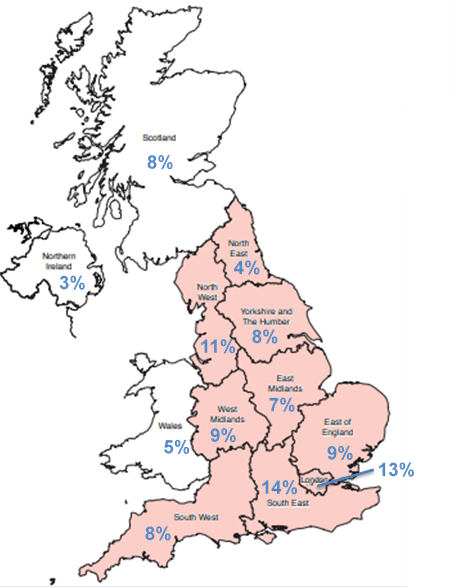 Scotland
8%
Northern
Ireland
3%
North
East
4%
North
West
11%
Yorkshire and
The Humber
8%
East
Midlands
7%
West
Midlands
9%
Wales
5%
East of
England
9%
London
13%
14%
South East
South West
8%